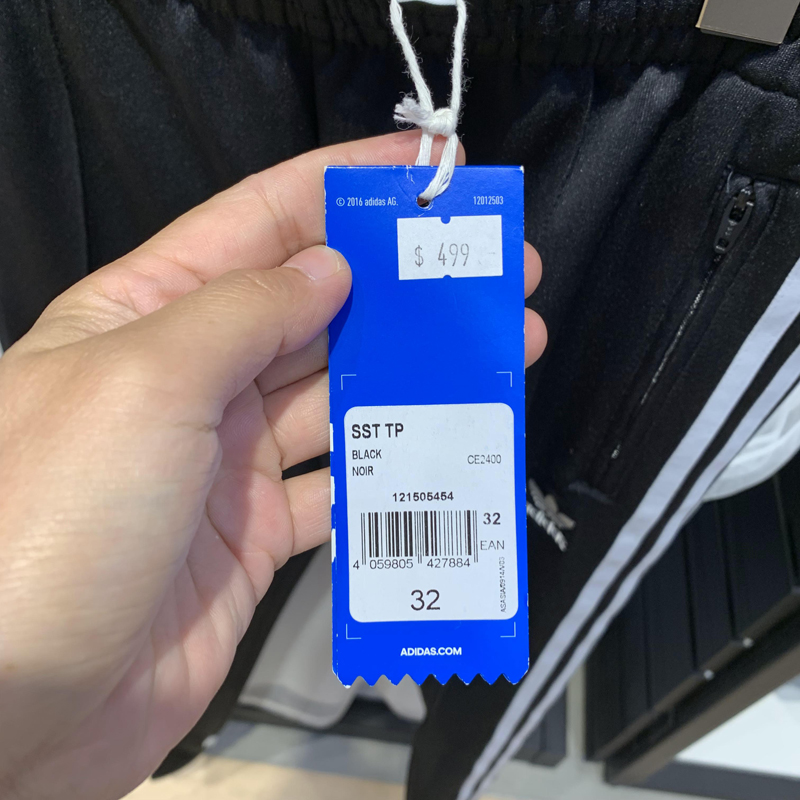 © 2016 adidas AG. 12012503
$ 499
SST TP
BLACK
NOIR CE2400
121505454
32
EAN
4 059805 427884
32
ADIDAS.COM